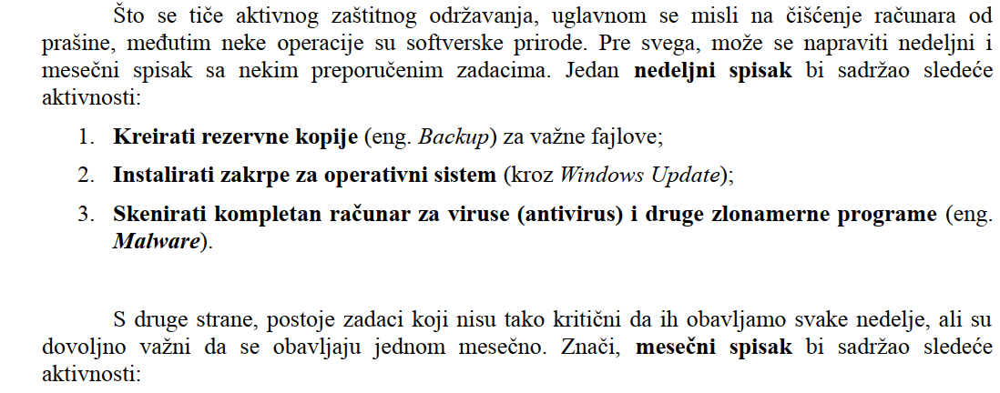 Što se tiče aktivnog zaštitnog održavanja, uglavnom se misli na čišćenje računara od
prašine, međutim neke operacije su softverske prirode. Pre svega, može se napraviti nedeljni i
mesečni spisak sa nekim preporučenim zadacima. Jedan nedeljni spisak bi sadržao sledeće
aktivnosti:
1. Kreirati rezervne kopije (eng. Backup) za važne fajlove;
2. Instalirati zakrpe za operativni sistem (kroz Windows Update);
3. Skenirati kompletan računar za viruse (antivirus) i druge zlonamerne programe (eng.
Malware).
S druge strane, postoje zadaci koji nisu tako kritični da ih obavljamo svake nedelje, ali su
dovoljno važni da se obavljaju jednom mesečno. Znači, mesečni spisak bi sadržao sledeće
aktivnosti: